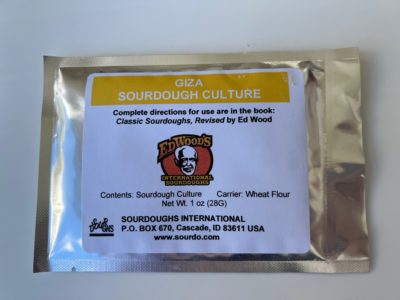 GIZA
SOURDOUGH CULTURE
Complete directions for use are in the book:
Classic Sourdoughs, Revised by Ed Wood
ED WOOD'S
INTERNATIONAL
SOURDOUGHS
Contents: Sourdough Culture Carrier: Wheat Flour
Net Wt. 1 oz (28G)
SOURDOUGHS INTERNATIONAL
P.O. BOX 670, Cascade, ID 83611 USA
www.sourdo.com